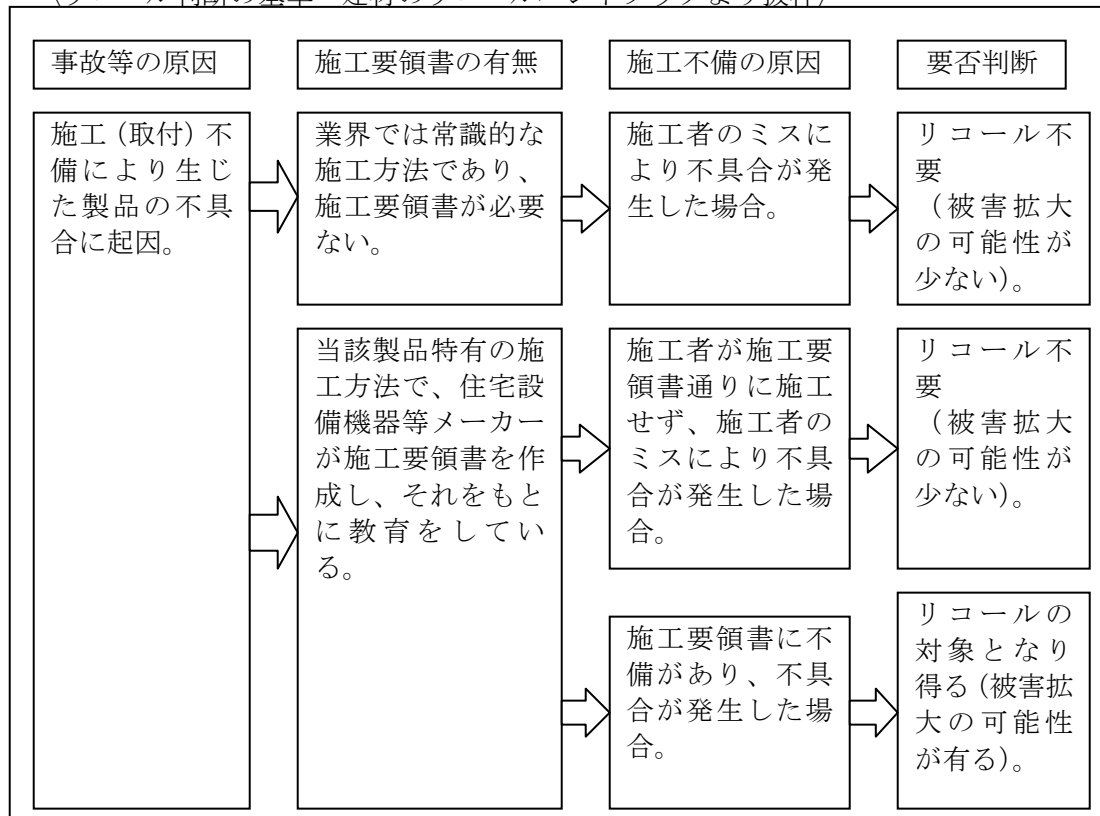 事故等の原因
施工要領書の有無
施工不備の原因
要否判断
施工(取付)不
備により生じ
た製品の不具
合に起因。
業界では常識的な
施工方法であり、
施工要領書が必要
ない。
施工者のミスに
より不具合が発
生した場合。
リコール不
要
(被害拡大
の可能性が
少ない)。
当該製品特有の施
工方法で、住宅設
備機器等メーカー
が施工要領書を作
成し、それをもと
に教育をしてい
る。
施工者が施工要
領書通りに施工
せず、施工者の
ミスにより不具
合が発生した場
合。
リコール不
要
(被害拡大
の可能性が
少ない)。
施工要領書に不
備があり、不具
合が発生した場
合。
リコールの
対象となり
得る(被害拡
大の可能性
が有る)。